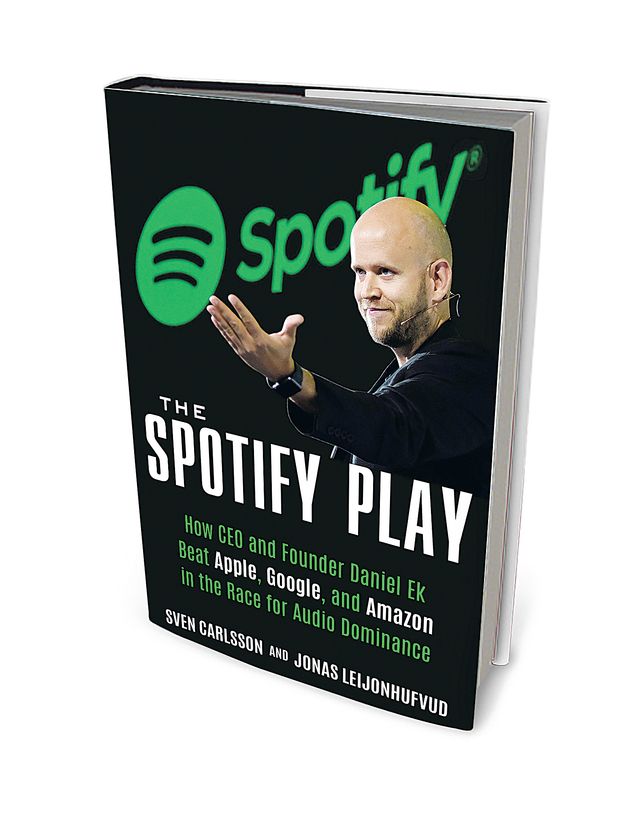 Spotify®
THE
SPOTIFY PLAY
How CEO and Founder Daniel Ek
Beat Apple, Google, and Amazon
in the Race for Audio Dominance
SVEN CARLSSON AND JONAS LEIJONHUFVUD